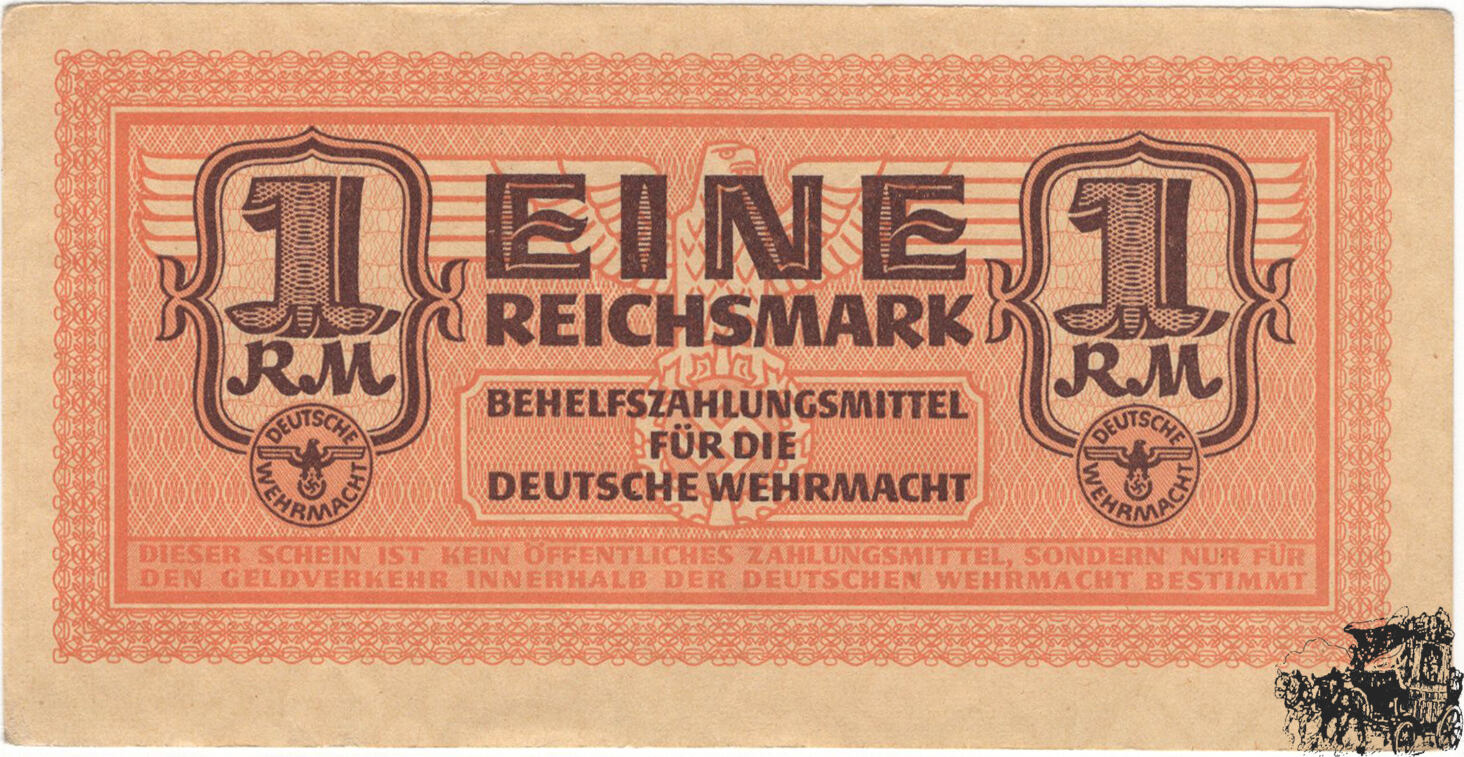 1
RM
DEUTSCHE
WEHRMACHT
EINE
REICHSMARK
BEHELFSZAHLUNGSMITTEL
FÜR DIE
DEUTSCHE WEHRMACHT
1
RM
DEUTSCHE
WEHRMACHT
DIESER SCHEIN IST KEIN ÖFFENTLICHES ZAHLUNGSMITTEL, SONDERN NUR FÜR
DEN GELDVERKEHR INNERHALB DER DEUTSCHEN WEHRMACHT BESTIMMT